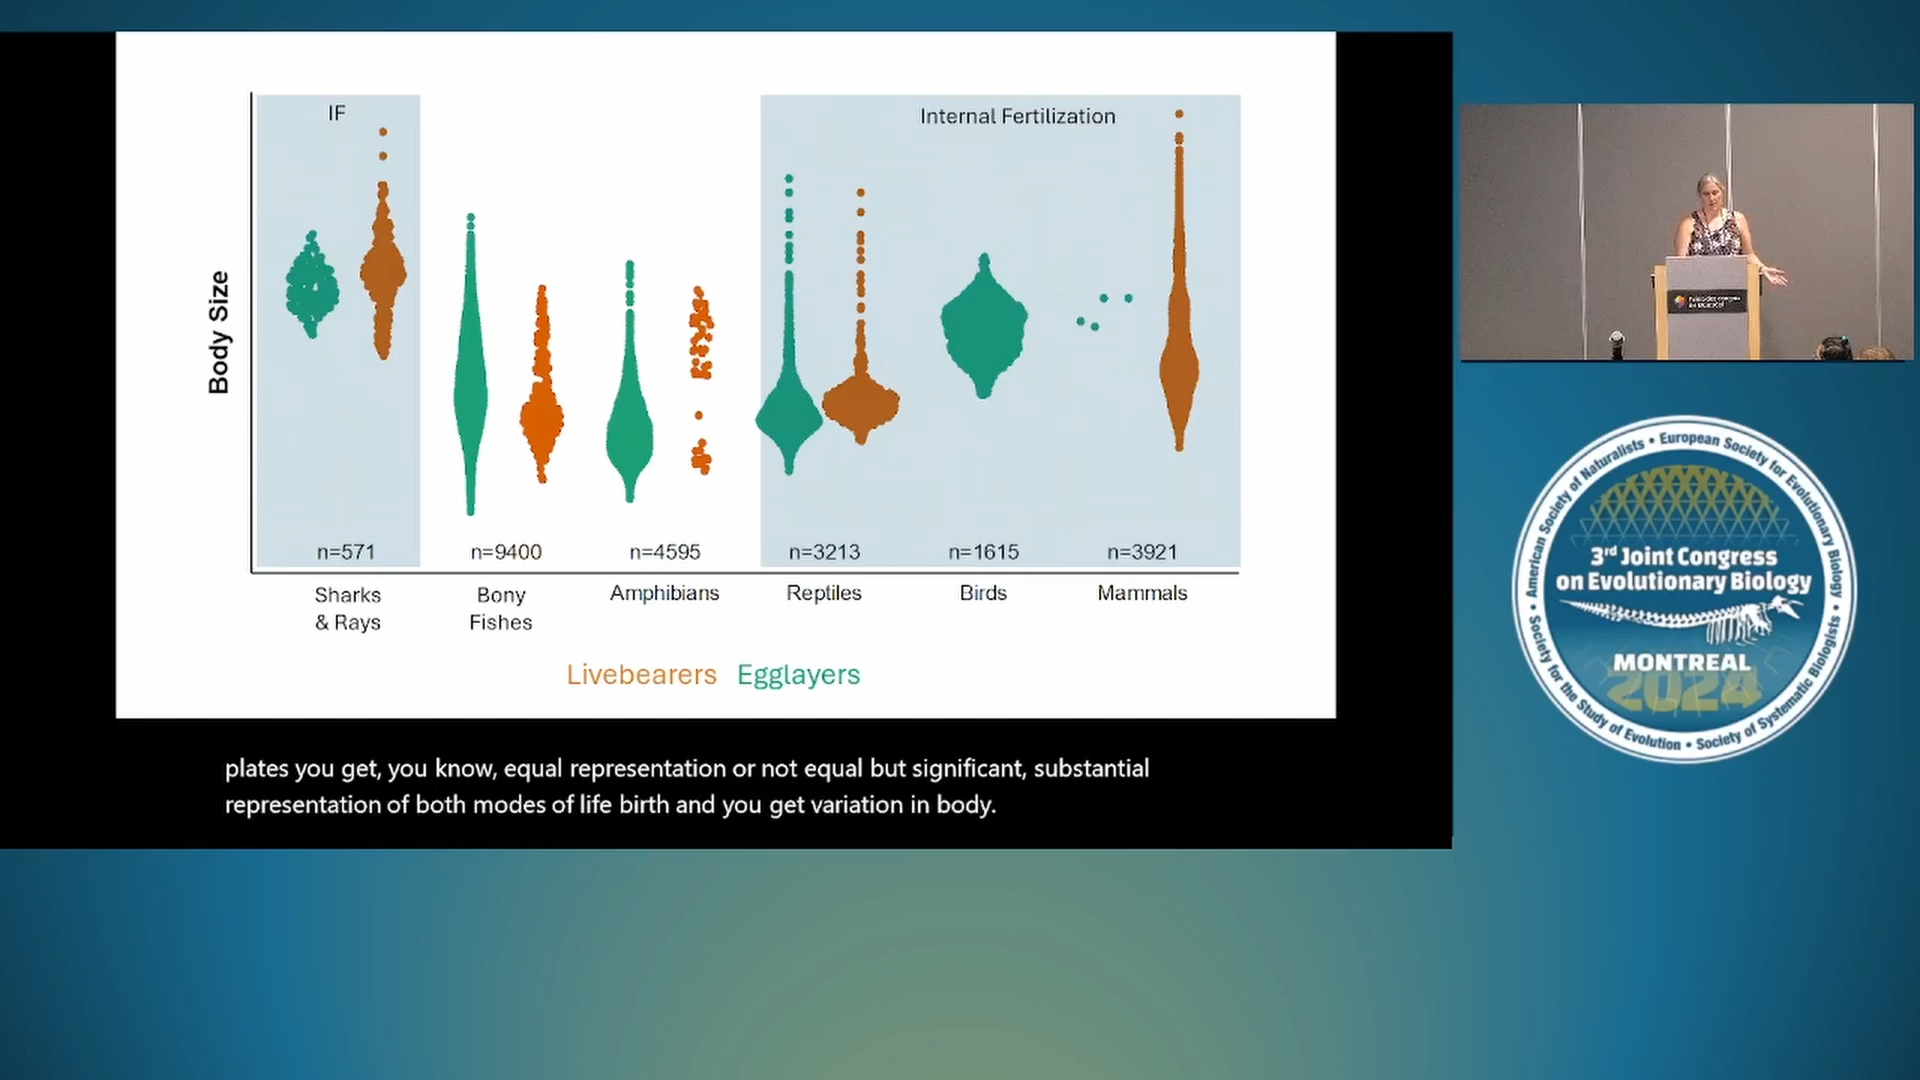 IF
Internal Fertilization
Body Size
n=571
n=9400
n=4595
n=3213
n=1615
n=3921
Sharks
& Rays
Bony
Fishes
Amphibians
Reptiles
Birds
Mammals
Livebearers Egglayers
plates you get, you know, equal representation or not equal but significant, substantial
representation of both modes of life birth and you get variation in body.
American Society of Naturalists • European Society for Evolutionary Biology •
Society for the Study of Evolution • Society of Systematic Biologists •
3rd Joint Congress
on Evolutionary Biology
MONTREAL
2024